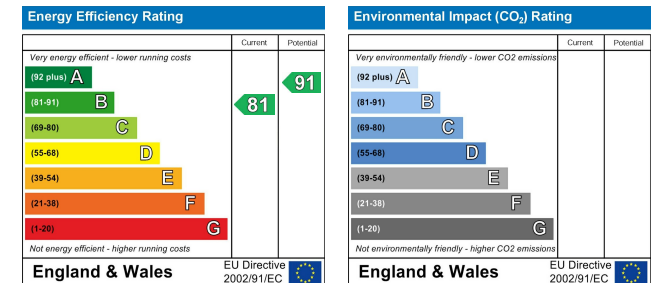 Energy Efficiency Rating
Current Potential
Very energy efficient - lower running costs
(92 plus) A
(81-91) B
(69-80) C
(55-68) D
(39-54) E
(21-38) F
(1-20) G
81
91
Not energy efficient - higher running costs
England & Wales
EU Directive
2002/91/EC
Environmental Impact (CO₂) Rating
Current Potential
Very environmentally friendly - lower CO2 emissions
(92 plus) A
(81-91) B
(69-80) C
(55-68) D
(39-54) E
(21-38) F
(1-20) G
Not environmentally friendly - higher CO2 emissions
England & Wales
EU Directive
2002/91/EC